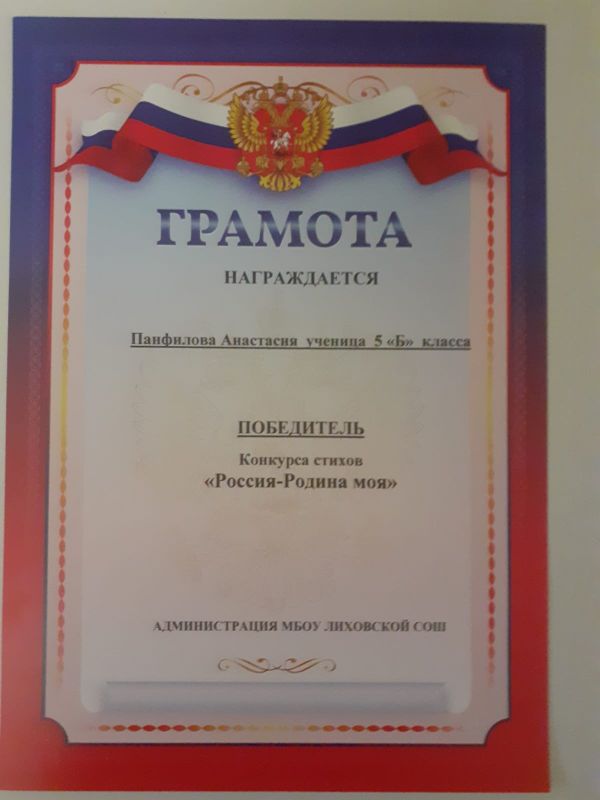 ГРАМОТА
НАГРАЖДАЕТСЯ
Панфилова Анастасия ученица 5 «Б» класса
ПОБЕДИТЕЛЬ
Конкурса стихов
«Россия-Родина моя»
АДМИНИСТРАЦИЯ МБОУ ЛИХОВСКОЙ СОШ